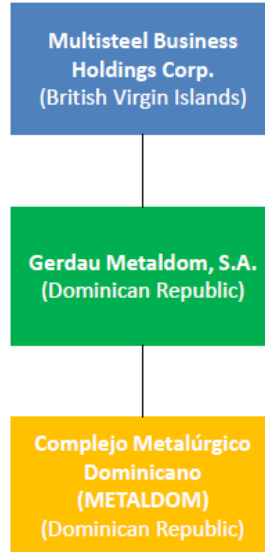 Multisteel Business
Holdings Corp.
(British Virgin Islands)
Gerdau Metaldom, S.A.
(Dominican Republic)
Complejo Metalúrgico
Dominicano
(METALDOM)
(Dominican Republic)